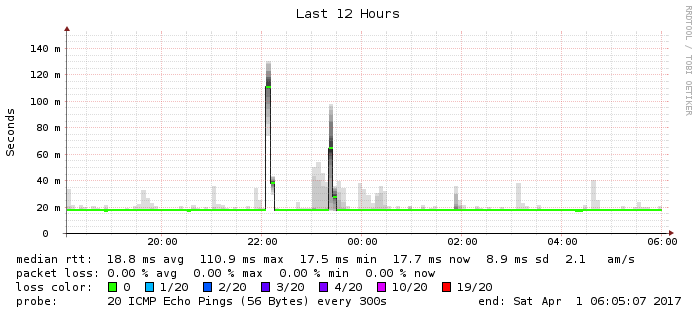 Last 12 Hours
RRDTOOL / TOBI OETIKER
Seconds
140 m
120 m
100 m
80 m
60 m
40 m
20 m
0
20:00 22:00 00:00 02:00 04:00 06:00
median rtt: 18.8 ms avg 110.9 ms max 17.5 ms min 17.7 ms now 8.9 ms sd 2.1 am/s
packet loss: 0.00 % avg 0.00 % max 0.00 % min 0.00 % now
loss color: 0 1/20 2/20 3/20 4/20 10/20 19/20
probe: 20 ICMP Echo Pings (56 Bytes) every 300s end: Sat Apr 1 06:05:07 2017